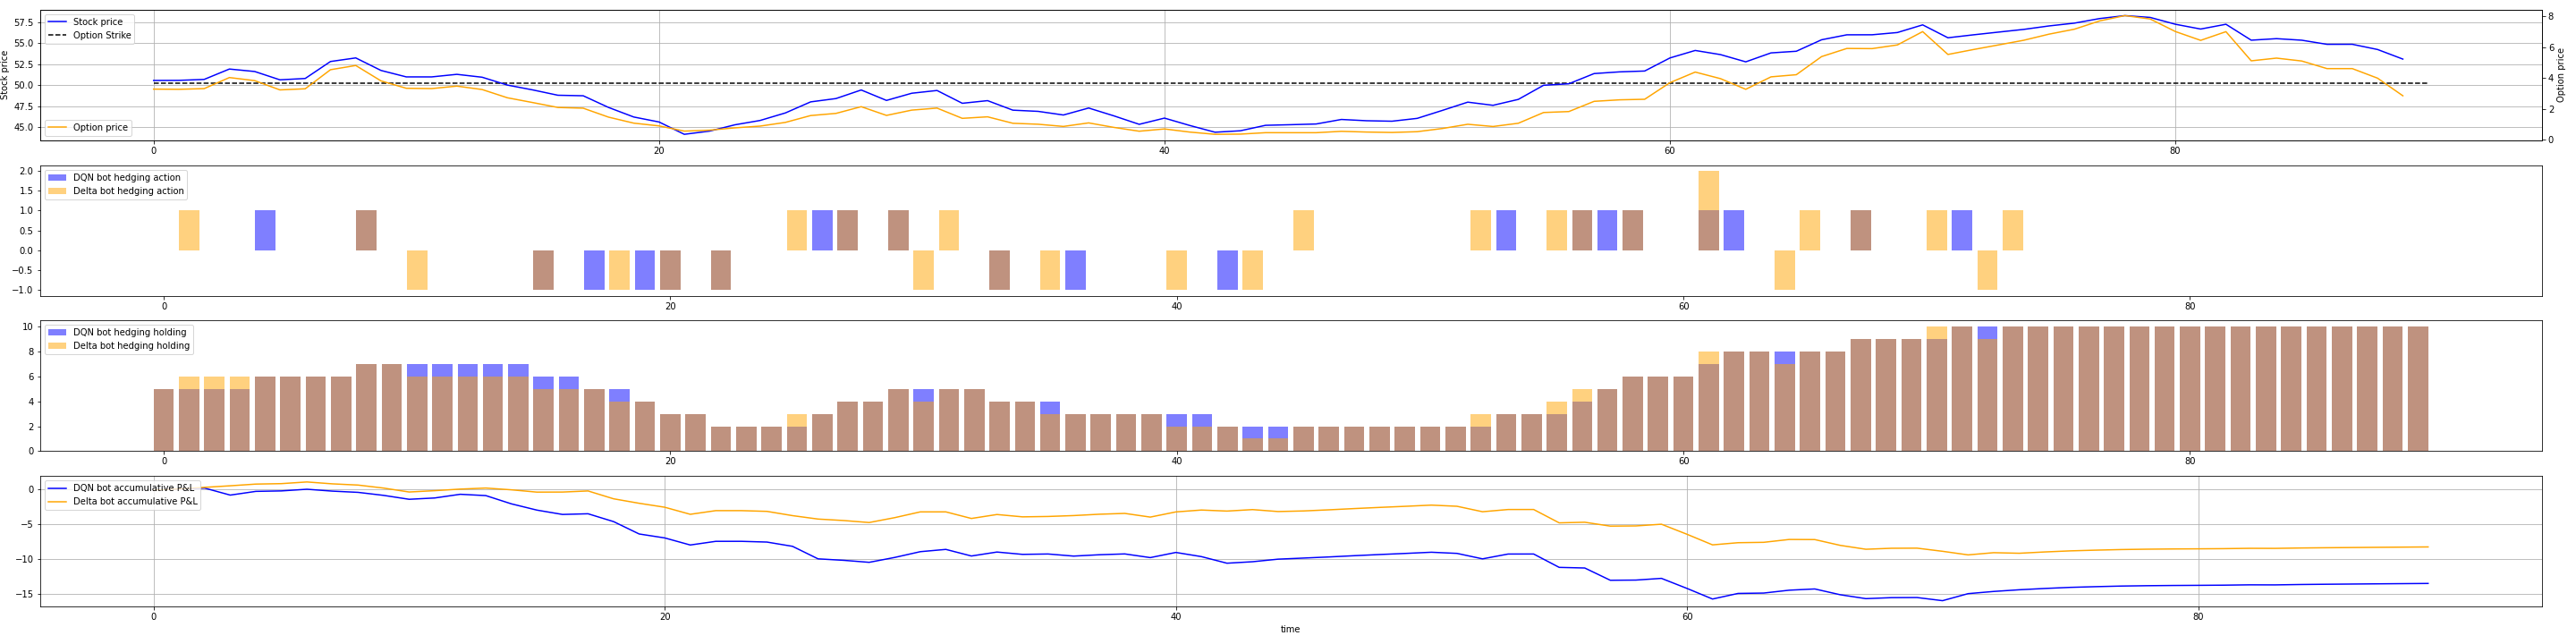 Stock price
Option Strike
Option price
57.5
55.0
52.5
50.0
47.5
45.0
Stock price
8
6
4
2
0
Option price
0 20 40 60 80
DQN bot hedging action
Delta bot hedging action
2.0
1.5
1.0
0.5
0.0
−0.5
−1.0
0 20 40 60 80
DQN bot hedging holding
Delta bot hedging holding
10
8
6
4
2
0
0 20 40 60 80
DQN bot accumulative P&L
Delta bot accumulative P&L
0
−5
−10
−15
0 20 40 60 80
time